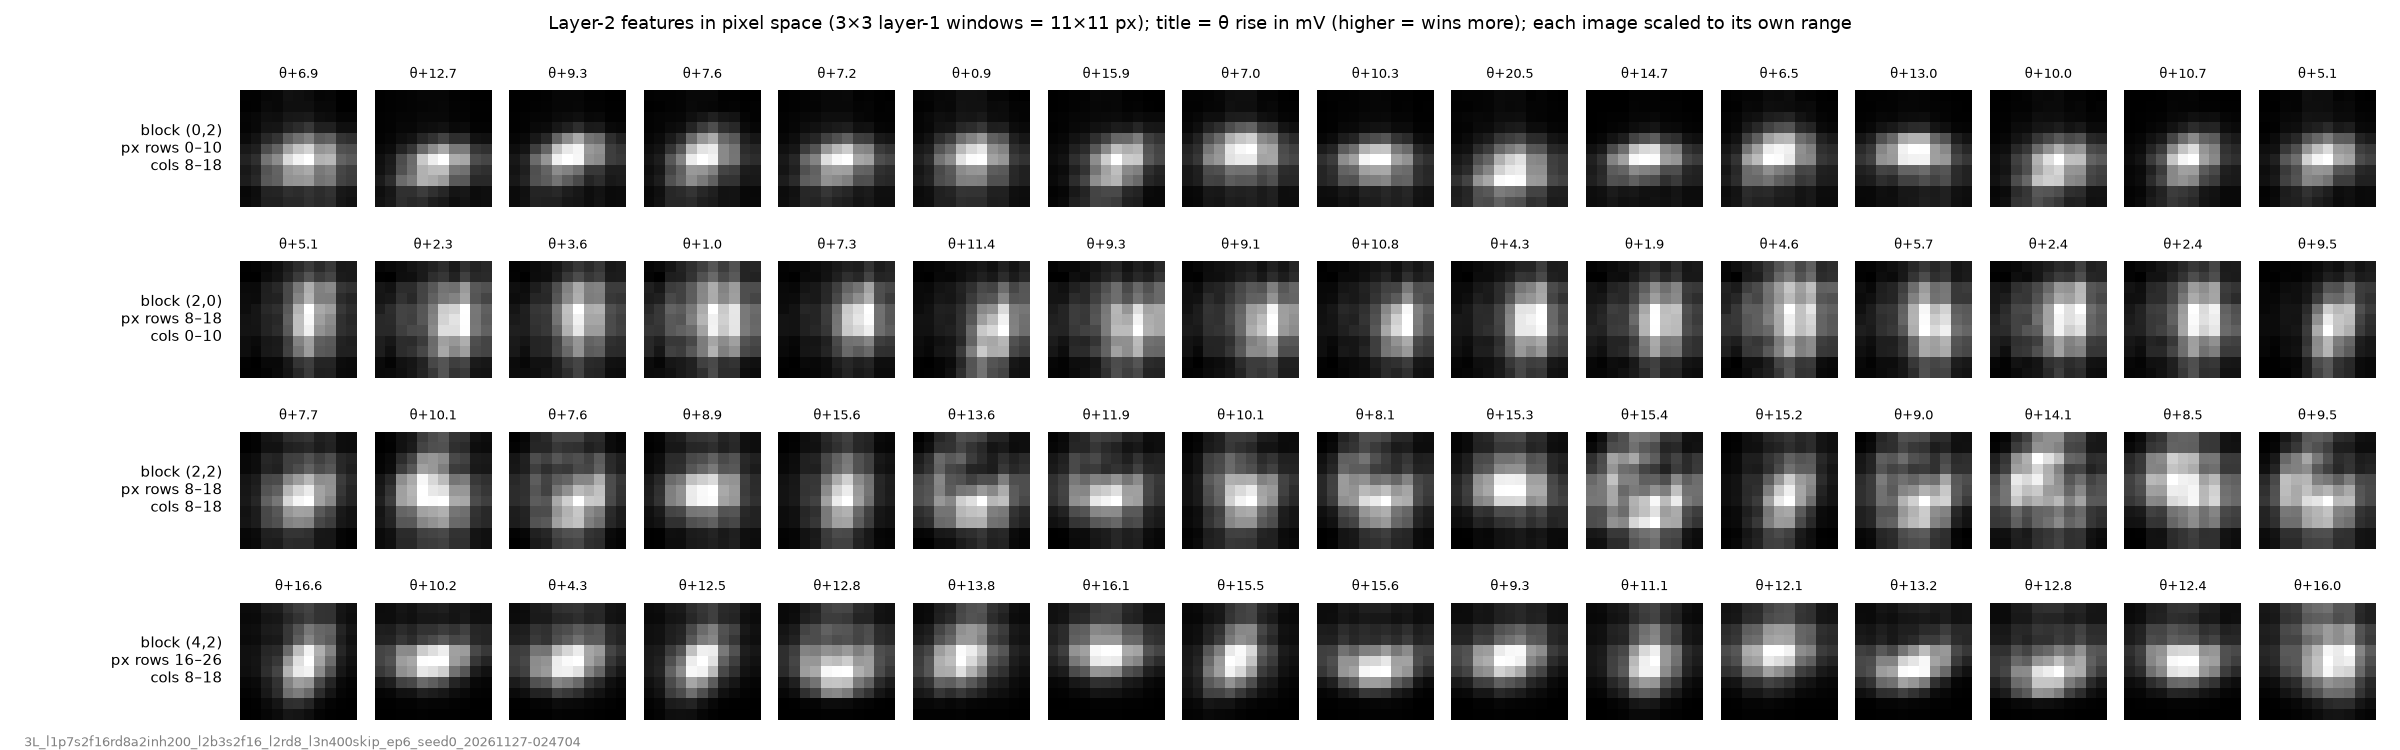 Layer-2 features in pixel space (3×3 layer-1 windows = 11×11 px); title = θ rise in mV (higher = wins more); each image scaled to its own range
θ+6.9 θ+12.7 θ+9.3 θ+7.6 θ+7.2 θ+0.9 θ+15.9 θ+7.0 θ+10.3 θ+20.5 θ+14.7 θ+6.5 θ+13.0 θ+10.0 θ+10.7 θ+5.1
block (0,2)
px rows 0–10
cols 8–18
θ+5.1 θ+2.3 θ+3.6 θ+1.0 θ+7.3 θ+11.4 θ+9.3 θ+9.1 θ+10.8 θ+4.3 θ+1.9 θ+4.6 θ+5.7 θ+2.4 θ+2.4 θ+9.5
block (2,0)
px rows 8–18
cols 0–10
θ+7.7 θ+10.1 θ+7.6 θ+8.9 θ+15.6 θ+13.6 θ+11.9 θ+10.1 θ+8.1 θ+15.3 θ+15.4 θ+15.2 θ+9.0 θ+14.1 θ+8.5 θ+9.5
block (2,2)
px rows 8–18
cols 8–18
θ+16.6 θ+10.2 θ+4.3 θ+12.5 θ+12.8 θ+13.8 θ+16.1 θ+15.5 θ+15.6 θ+9.3 θ+11.1 θ+12.1 θ+13.2 θ+12.8 θ+12.4 θ+16.0
block (4,2)
px rows 16–26
cols 8–18
3L_l1p7s2f16rd8a2inh200_l2b3s2f16_l2rd8_l3n400skip_ep6_seed0_20261127-024704